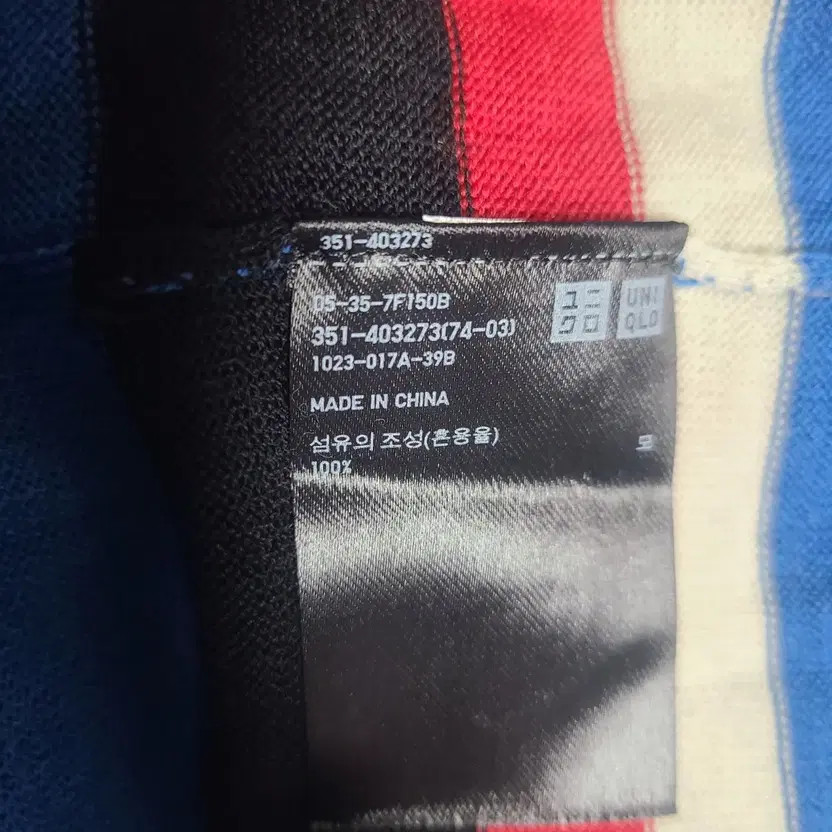 351-403273
05-35-7F150B
ユニ
クロ
UNI
QLO
351-403273(74-03)
1023-017A-39B
MADE IN CHINA
섬유의 조성(혼용율) 모
100%